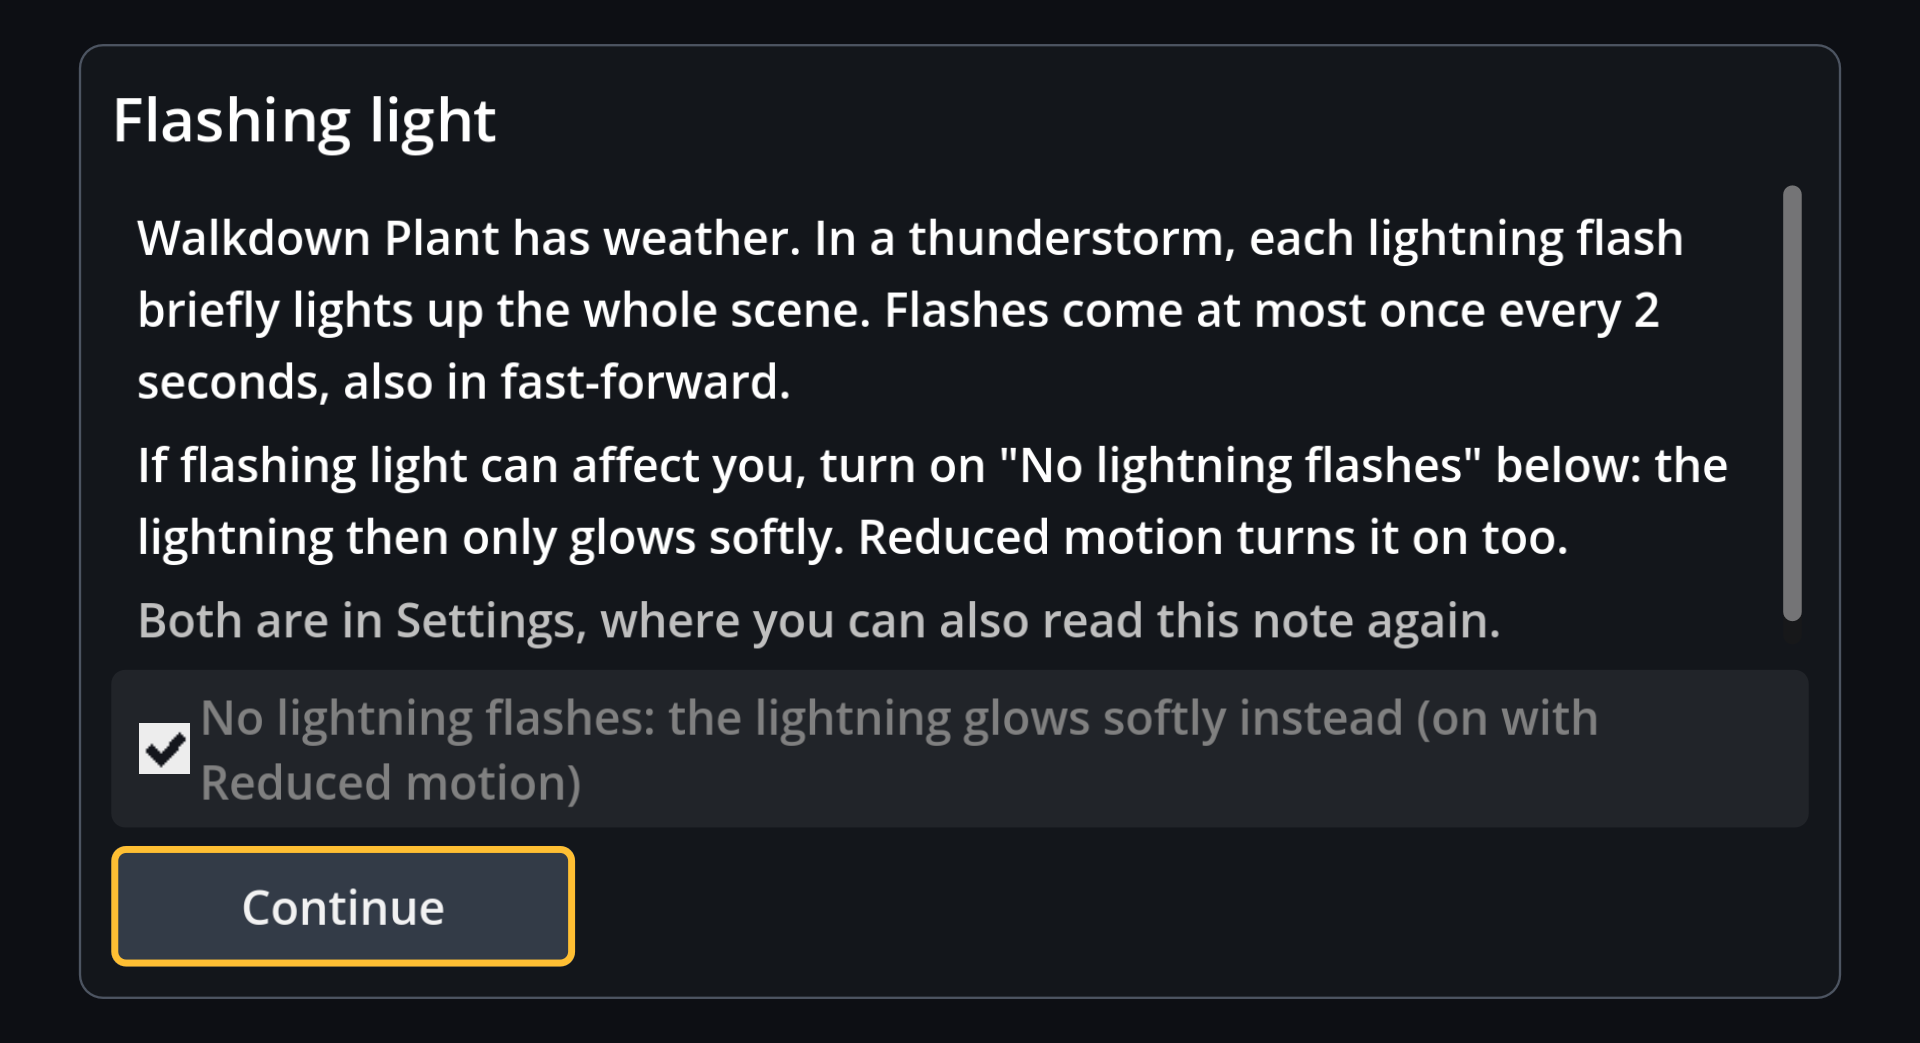 Flashing light
Walkdown Plant has weather. In a thunderstorm, each lightning flash
briefly lights up the whole scene. Flashes come at most once every 2
seconds, also in fast-forward.
If flashing light can affect you, turn on "No lightning flashes" below: the
lightning then only glows softly. Reduced motion turns it on too.
Both are in Settings, where you can also read this note again.
No lightning flashes: the lightning glows softly instead (on with
Reduced motion)
Continue